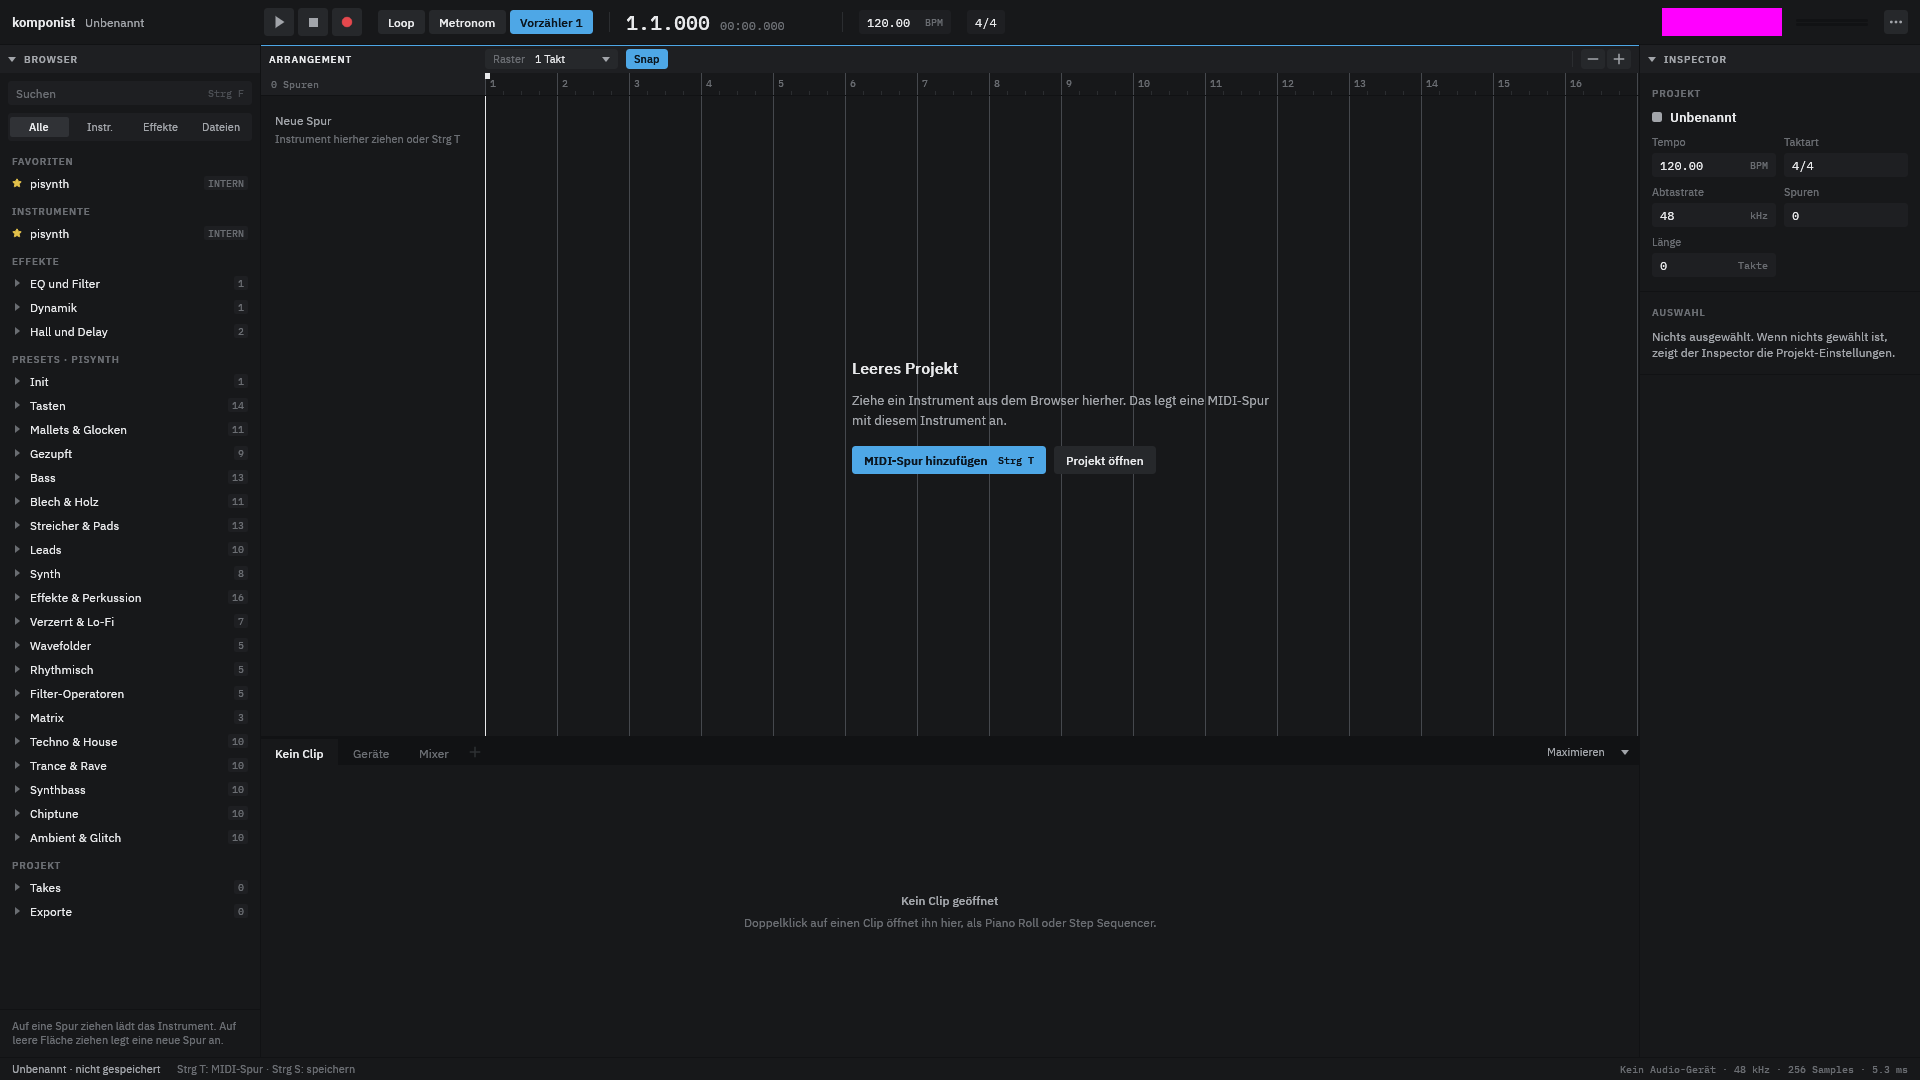 komponist Unbenannt
Loop Metronom Vorzähler 1 1.1.000 00:00.000 120.00 BPM 4/4
BROWSER
Suchen Strg F
Alle Instr. Effekte Dateien
FAVORITEN
pisynth INTERN
INSTRUMENTE
pisynth INTERN
EFFEKTE
EQ und Filter 1
Dynamik 1
Hall und Delay 2
PRESETS · PISYNTH
Init 1
Tasten 14
Mallets & Glocken 11
Gezupft 9
Bass 13
Blech & Holz 11
Streicher & Pads 13
Leads 10
Synth 8
Effekte & Perkussion 16
Verzerrt & Lo-Fi 7
Wavefolder 5
Rhythmisch 5
Filter-Operatoren 5
Matrix 3
Techno & House 10
Trance & Rave 10
Synthbass 10
Chiptune 10
Ambient & Glitch 10
PROJEKT
Takes 0
Exporte 0
Auf eine Spur ziehen lädt das Instrument. Auf
leere Fläche ziehen legt eine neue Spur an.
ARRANGEMENT Raster 1 Takt Snap
0 Spuren 1 2 3 4 5 6 7 8 9 10 11 12 13 14 15 16
Neue Spur
Instrument hierher ziehen oder Strg T
Leeres Projekt
Ziehe ein Instrument aus dem Browser hierher. Das legt eine MIDI-Spur
mit diesem Instrument an.
MIDI-Spur hinzufügen Strg T Projekt öffnen
Kein Clip Geräte Mixer + Maximieren
Kein Clip geöffnet
Doppelklick auf einen Clip öffnet ihn hier, als Piano Roll oder Step Sequencer.
INSPECTOR
PROJEKT
Unbenannt
Tempo Taktart
120.00 BPM 4/4
Abtastrate Spuren
48 kHz 0
Länge
0 Takte
AUSWAHL
Nichts ausgewählt. Wenn nichts gewählt ist,
zeigt der Inspector die Projekt-Einstellungen.
Unbenannt · nicht gespeichert Strg T: MIDI-Spur · Strg S: speichern Kein Audio-Gerät · 48 kHz · 256 Samples · 5.3 ms